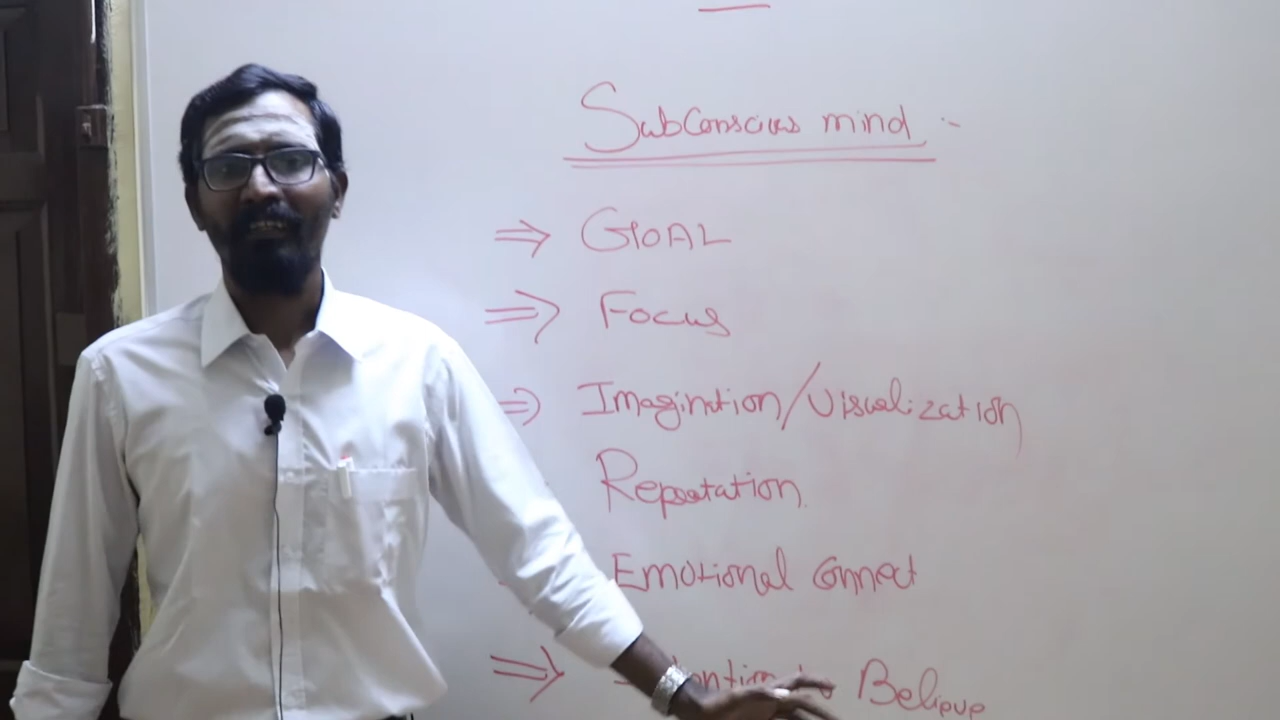 Subconscious mind :-
⇒ GOAL
⇒ Focus
⇒ Imagination/Visualization
Repeatation
Emotional connect
⇒ Believe